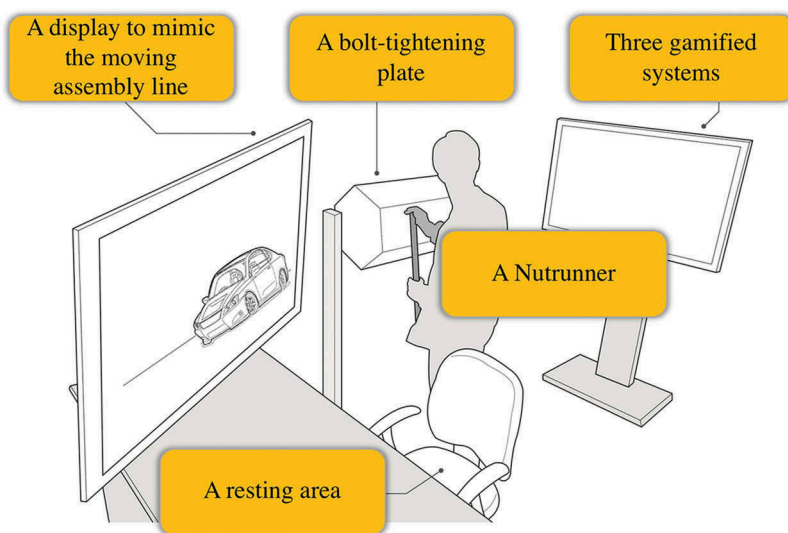 A display to mimic
the moving
assembly line
A bolt-tightening
plate
Three gamified
systems
A Nutrunner
A resting area